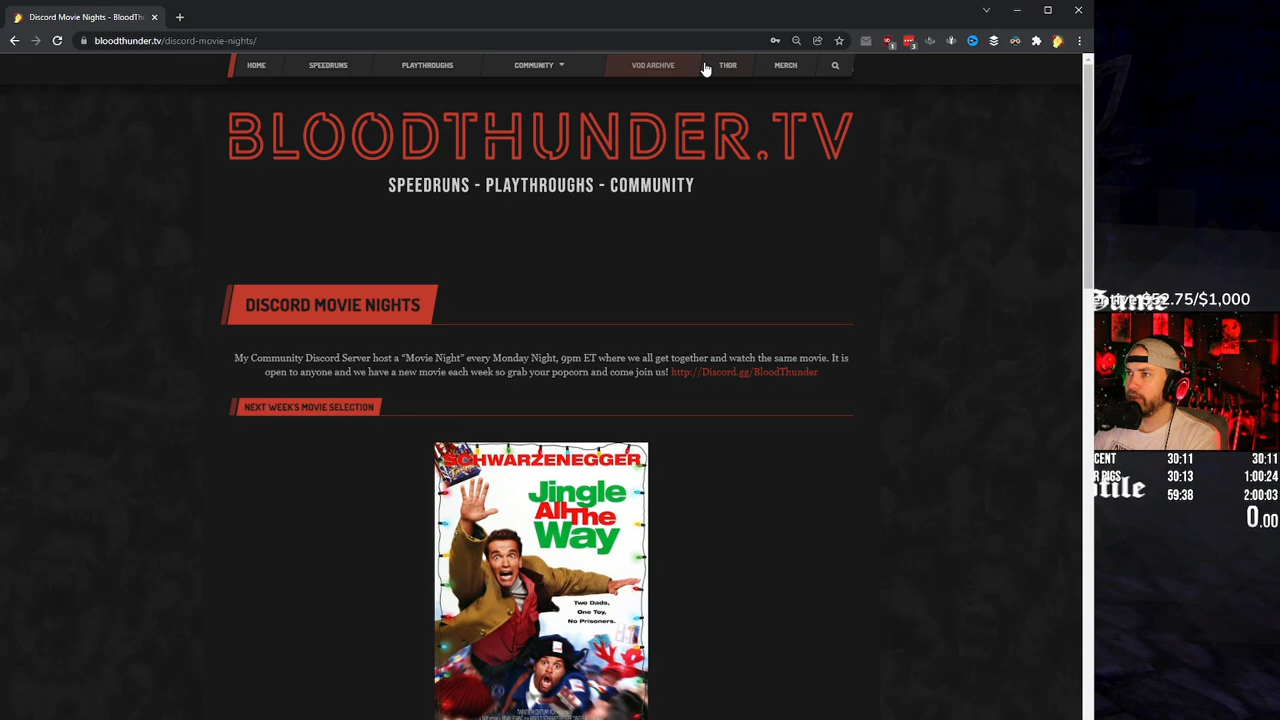 Discord Movie Nights - BloodTh
bloodthunder.tv/discord-movie-nights/
1
3
HOME
SPEEDRUNS
PLAYTHROUGHS
COMMUNITY
VOD ARCHIVE
THOR
MERCH
BLOODTHUNDER.TV
SPEEDRUNS - PLAYTHROUGHS - COMMUNITY
DISCORD MOVIE NIGHTS
My Community Discord Server host a “Movie Night” every Monday Night, 9pm ET where we all get together and watch the same movie. It is
open to anyone and we have a new movie each week so grab your popcorn and come join us! http://Discord.gg/BloodThunder
NEXT WEEK'S MOVIE SELECTION
SCHWARZENEGGER
Jingle
All The
Way
Two Dads,
One Toy,
No Prisoners.
$52.75/$1,000
CENT 30:11 30:11
R PIGS 30:13 1:00:24
59:38 2:00:03
0.00